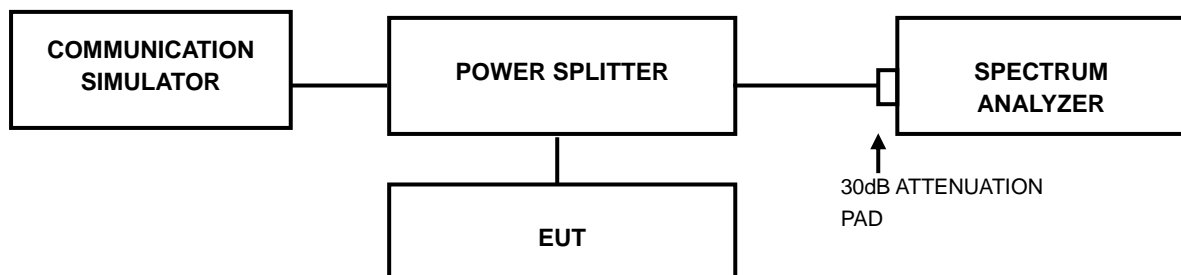 COMMUNICATION
SIMULATOR
POWER SPLITTER
SPECTRUM
ANALYZER
30dB ATTENUATION
PAD
EUT